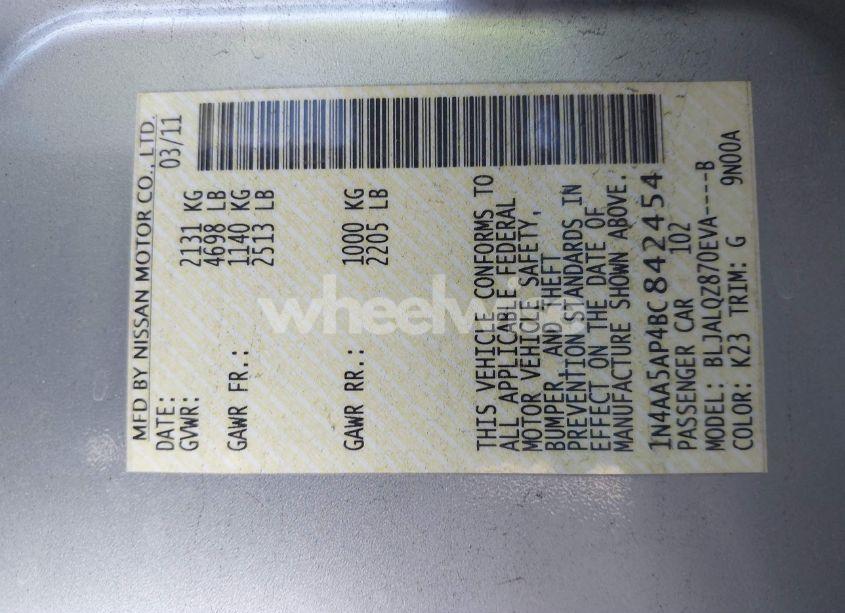 MFD BY NISSAN MOTOR CO., LTD.
DATE: 03/11
GVWR: 2131 KG
4698 LB
GAWR FR.: 1140 KG
2513 LB
GAWR RR.: 1000 KG
2205 LB
THIS VEHICLE CONFORMS TO
ALL APPLICABLE FEDERAL
MOTOR VEHICLE SAFETY,
BUMPER, AND THEFT
PREVENTION STANDARDS IN
EFFECT ON THE DATE OF
MANUFACTURE SHOWN ABOVE.
1N4AA5AP4BC842454
PASSENGER CAR 102
MODEL: BLJALQZ870EVA----B
COLOR: K23 TRIM: G 9N00A